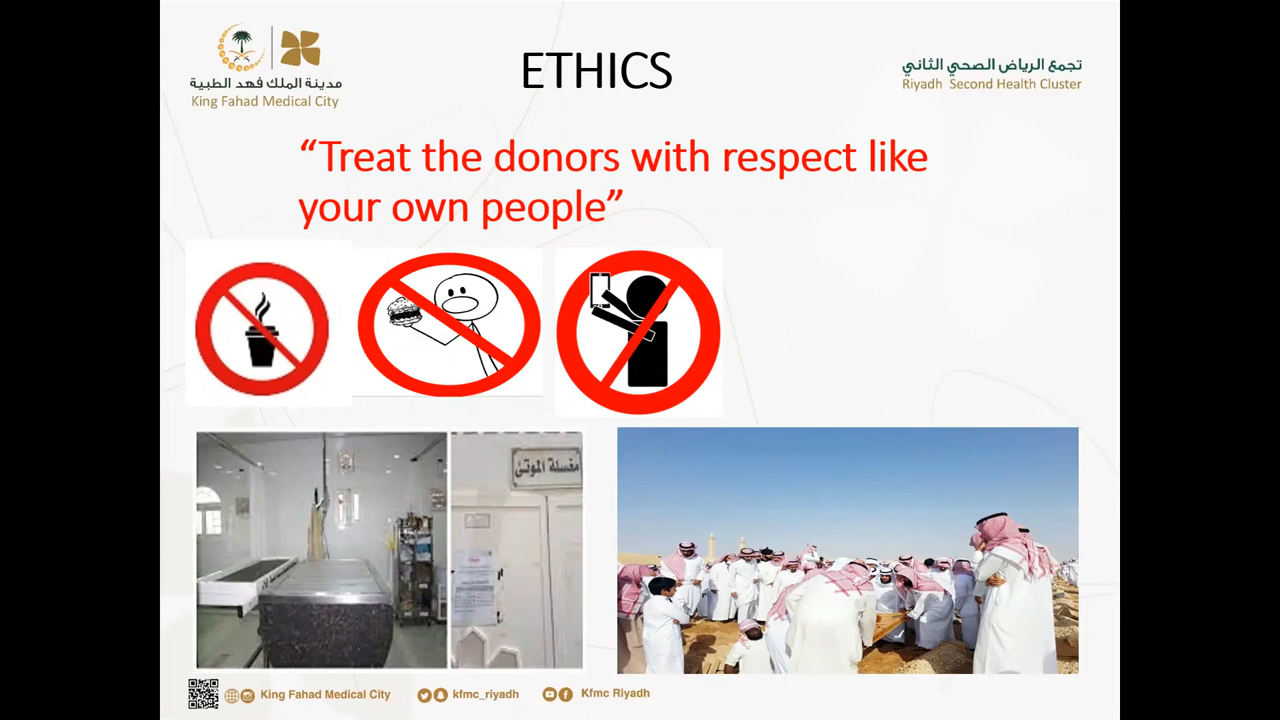 مدينة الملك فهد الطبية
King Fahad Medical City
ETHICS
تجمع الرياض الصحي الثاني
Riyadh Second Health Cluster
“Treat the donors with respect like
your own people”
مغسلة الموتى
King Fahad Medical City
kfmc_riyadh
Kfmc Riyadh